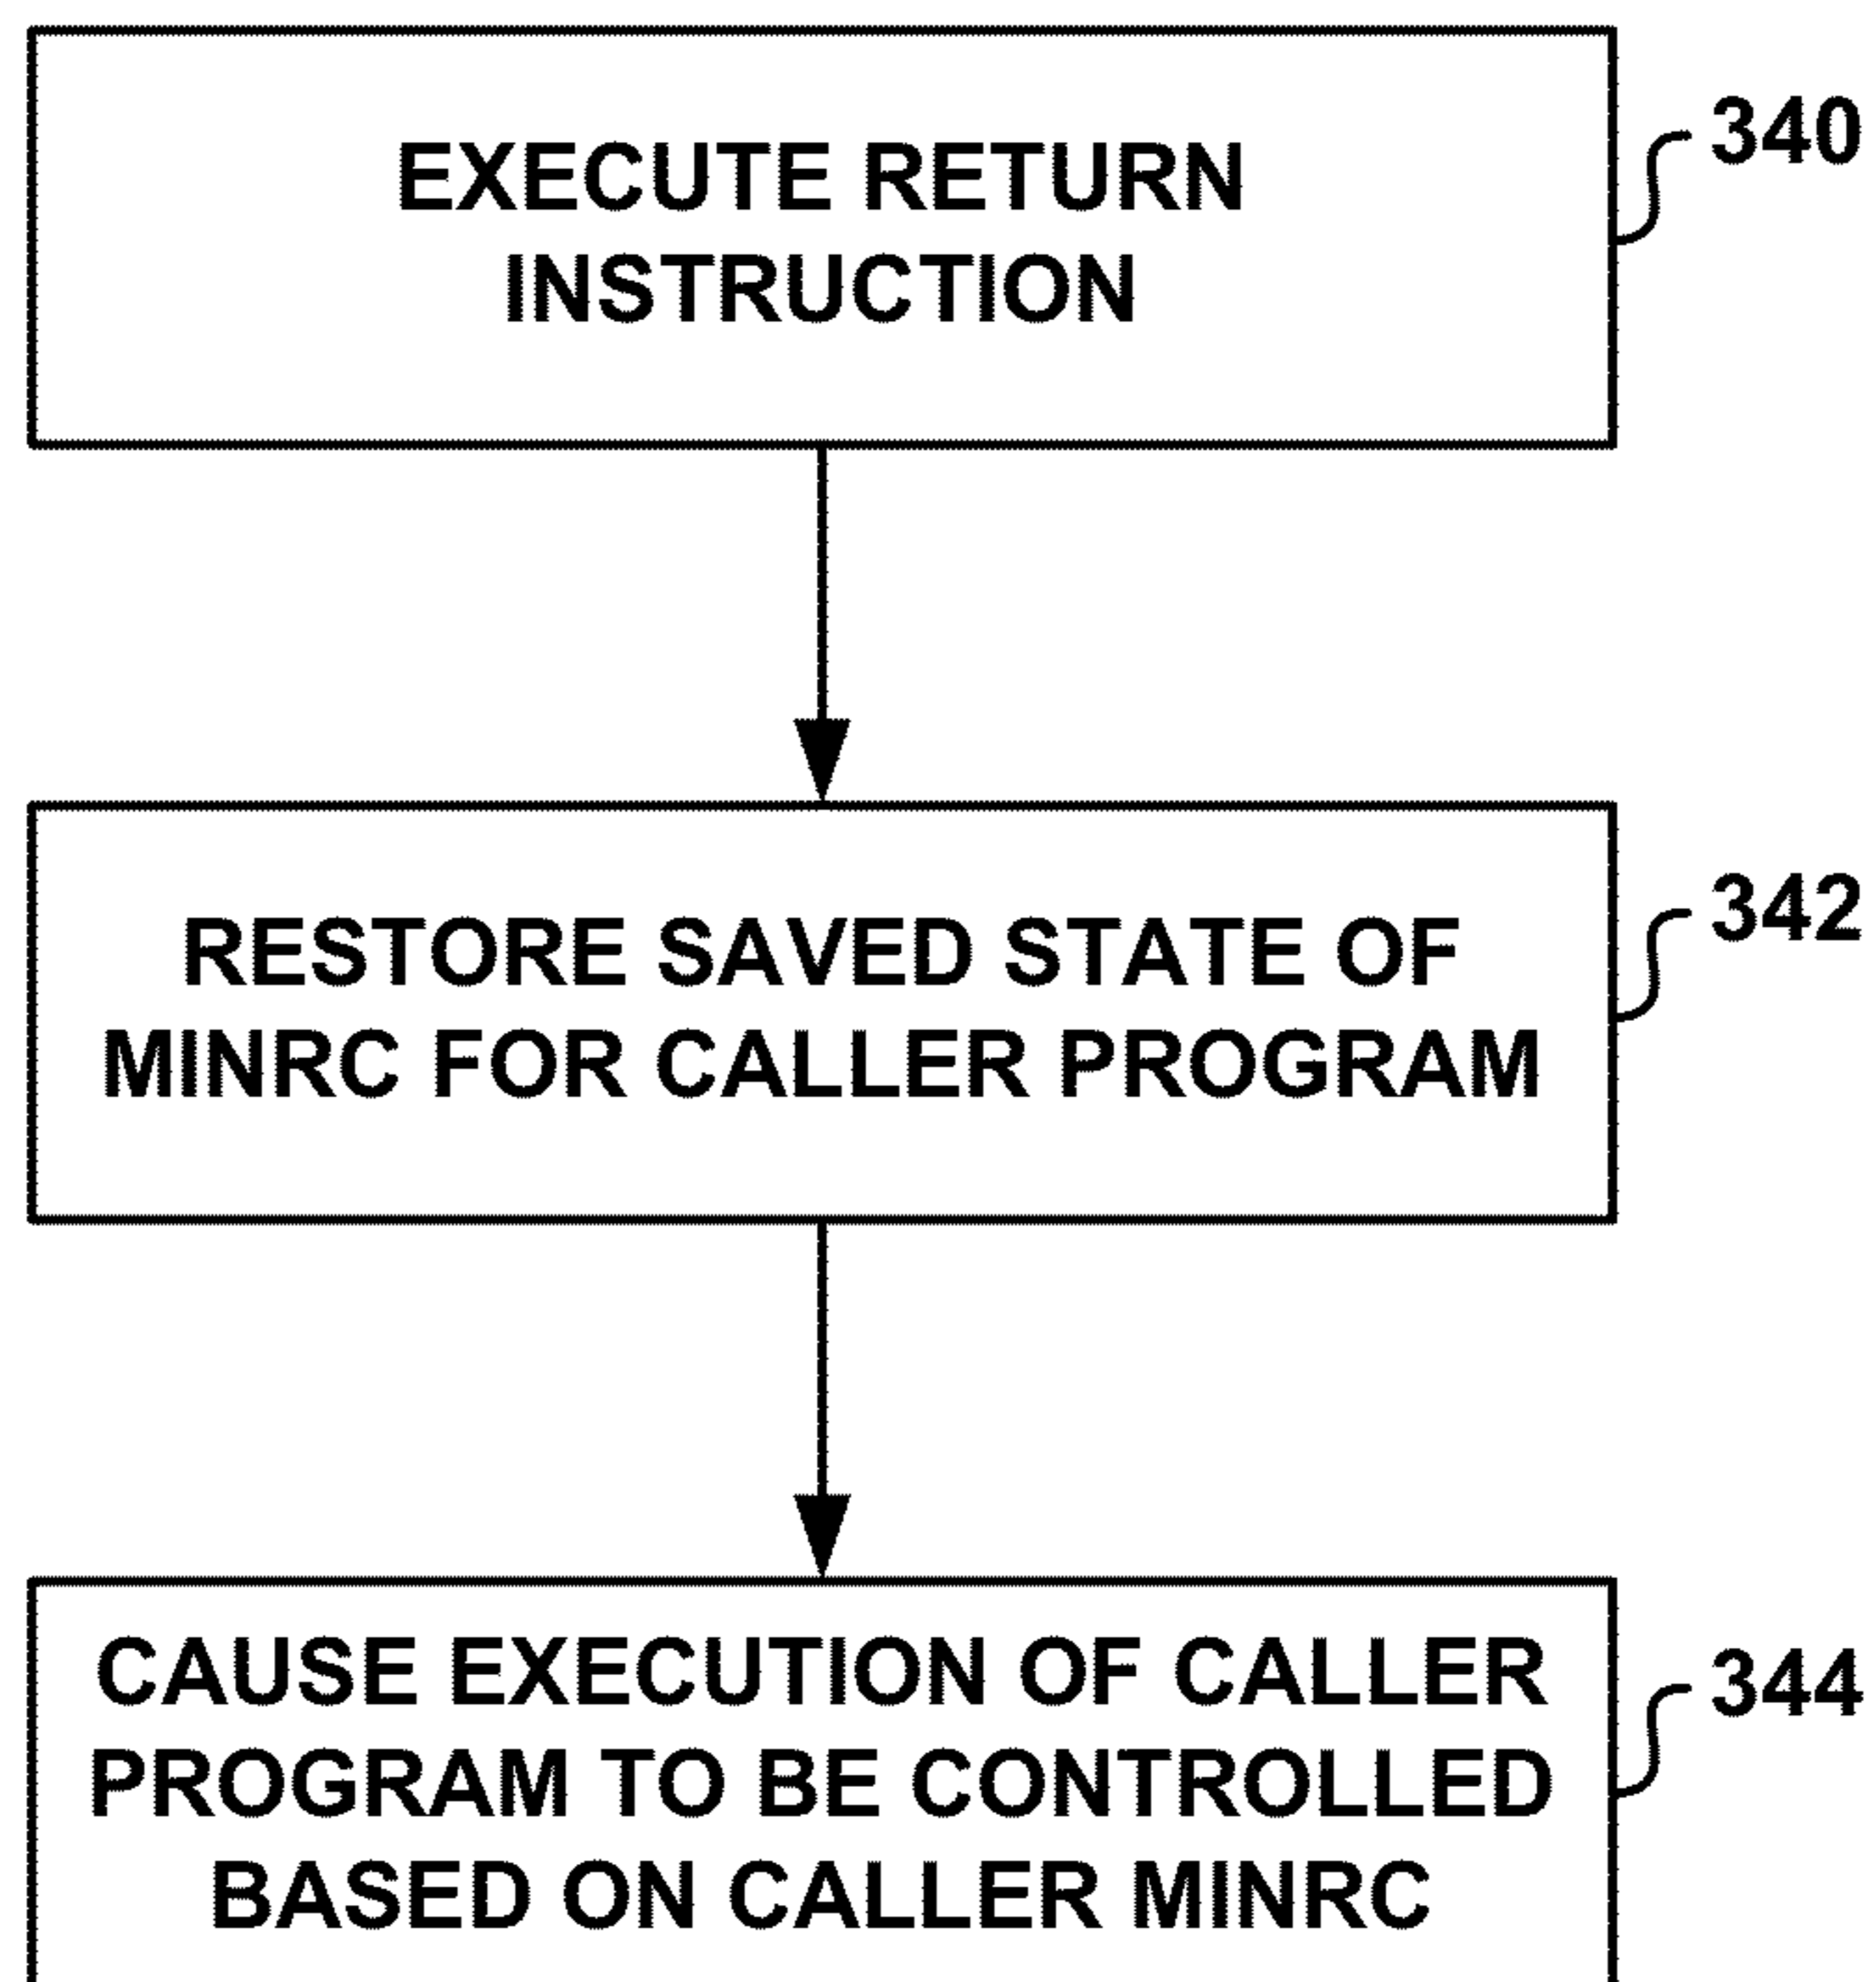 EXECUTE RETURN
INSTRUCTION
340
RESTORE SAVED STATE OF
MINRC FOR CALLER PROGRAM
342
CAUSE EXECUTION OF CALLER
PROGRAM TO BE CONTROLLED
BASED ON CALLER MINRC
344